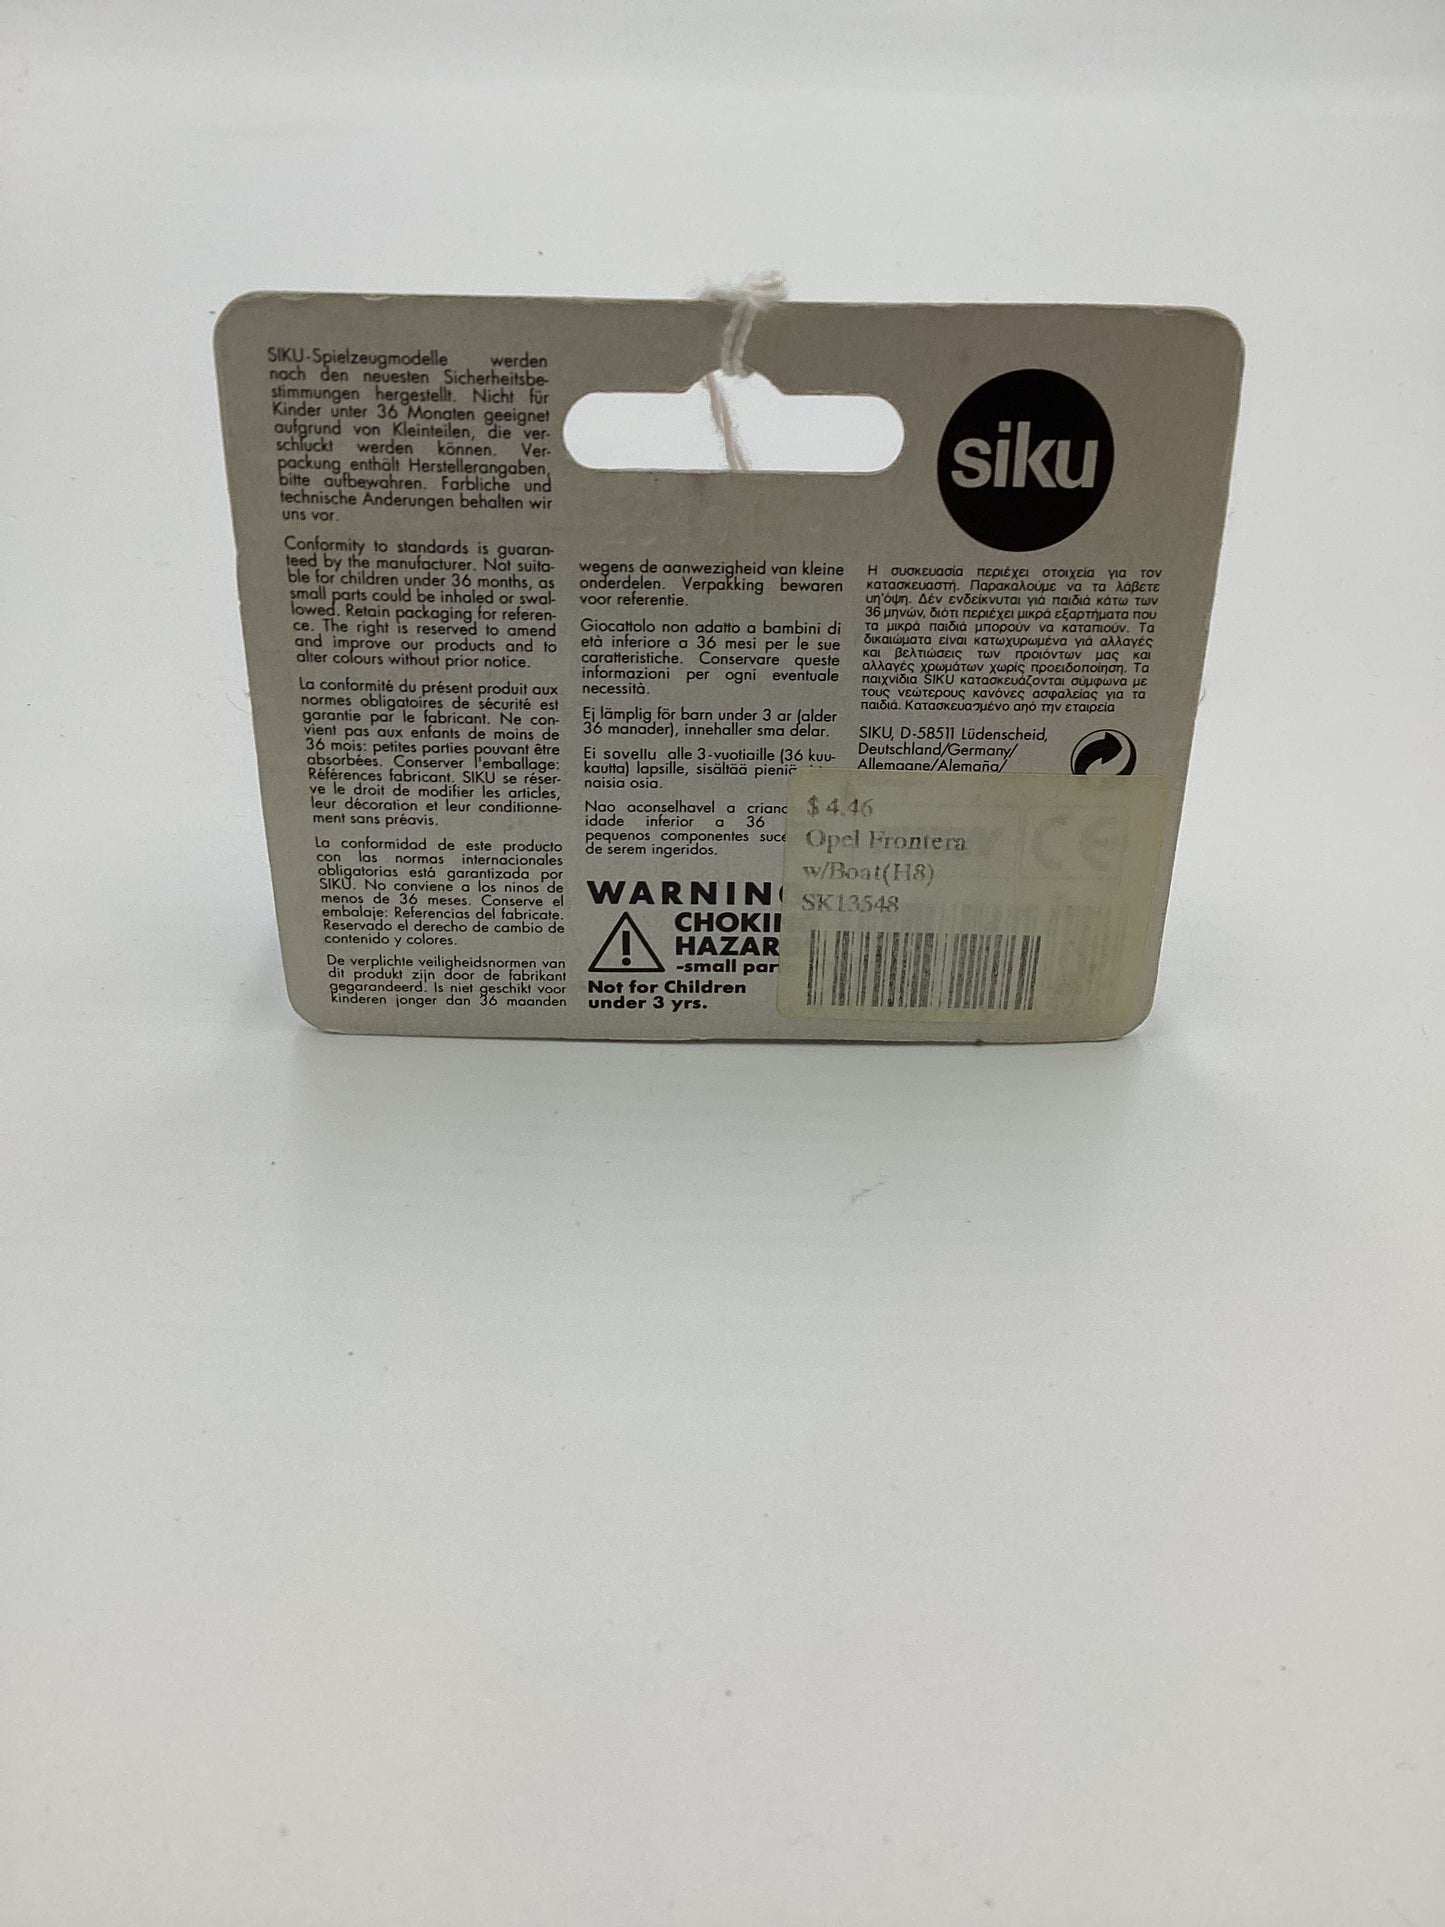 SIKU-Spielzeugmodelle werden
nach den neuesten Sicherheitsbe-
stimmungen hergestellt. Nicht für
Kinder unter 36 Monaten geeignet
aufgrund von Kleinteilen, die ver-
schluckt werden können. Ver-
packung enthält Herstellerangaben,
bitte aufbewahren. Farbliche und
technische Änderungen behalten wir
uns vor.
Conformity to standards is guaran-
teed by the manufacturer. Not suita-
ble for children under 36 months, as
small parts could be inhaled or swal-
lowed. Retain packaging for referen-
ce. The right is reserved to amend
and improve our products and to
alter colours without prior notice.
La conformité du présent produit aux
normes obligatoires de sécurité est
garantie par le fabricant. Ne con-
vient pas aux enfants de moins de
36 mois: petites parties pouvant être
absorbées. Conserver l'emballage:
Références fabricant. SIKU se réser-
ve le droit de modifier les articles,
leur décoration et leur conditionne-
ment sans préavis.
La conformidad de este producto
con las normas internacionales
obligatorias está garantizada por
SIKU. No conviene a los ninos de
menos de 36 meses. Conserve el
embalaje: Referencias del fabricate.
Reservado el derecho de cambio de
contenido y colores.
De verplichte veiligheidsnormen van
dit produkt zijn door de fabrikant
gegarandeerd. Is niet geschikt voor
kinderen jonger dan 36 maanden
wegens de aanwezigheid van kleine
onderdelen. Verpakking bewaren
voor referentie.
Giocattolo non adatto a bambini di
età inferiore a 36 mesi per le sue
caratteristiche. Conservare queste
informazioni per ogni eventuale
necessità.
Ej lämplig för barn under 3 ar (alder
36 manader), innehaller sma delar.
Ei sovellu alle 3-vuotiaille (36 kuu-
kautta) lapsille, sisältää
naisia osia.
Nao aconselhavel a
idade inferior a 36
pequenos componentes
de serem ingeridos.
WARNIN
CHOKI
HAZAR
-small par
Not for Children
under 3 yrs.
siku
Η συσκευασία περιέχει στοιχεία για τον
κατασκευαστή. Παρακαλούμε να τα λάβετε
υπ'όψη. Δέν ενδείκνυται γιά παιδιά κάτω των
36 μηνών, διότι περιέχει μικρά εξαρτήματα που
τα μικρά παιδιά μπορούν να καταπιούν. Τα
δικαιώματα είναι κατωχυρωμένα γιά αλλαγές
και βελτιώσεις των προιόντων μας και
αλλαγές χρωμάτων χωρίς προειδοποίηση. Τα
παιχνίδια SIKU κατασκευάζονται σύμφωνα με
τους νεώτερους κανόνες ασφαλείας για τα
παιδιά. Κατασκευασμένο από την εταιρεία
SIKU, D-58511 Lüdenscheid,
Deutschland/Germany/
Allemagne/Alemaña/
$ 4.46
Opel Frontera
w/Boat(H8)
SK13548